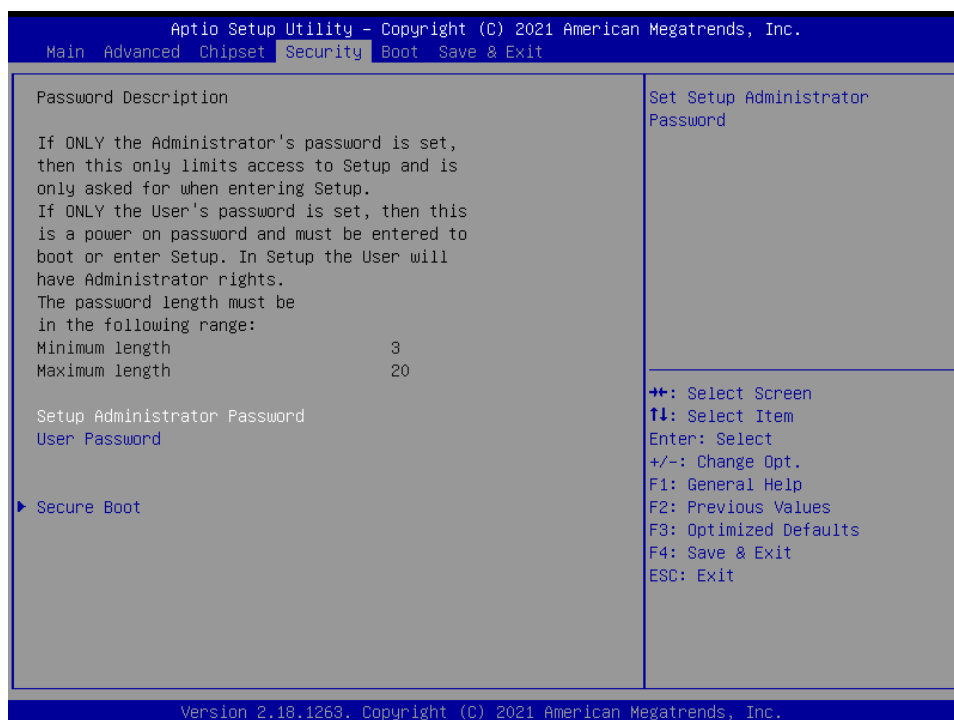 Aptio Setup Utility – Copyright (C) 2021 American Megatrends, Inc.
Main Advanced Chipset Security Boot Save & Exit
Password Description
If ONLY the Administrator's password is set,
then this only limits access to Setup and is
only asked for when entering Setup.
If ONLY the User's password is set, then this
is a power on password and must be entered to
boot or enter Setup. In Setup the User will
have Administrator rights.
The password length must be
in the following range:
Minimum length 3
Maximum length 20
Setup Administrator Password
User Password
▶ Secure Boot
Set Setup Administrator
Password
→←: Select Screen
↑↓: Select Item
Enter: Select
+/-: Change Opt.
F1: General Help
F2: Previous Values
F3: Optimized Defaults
F4: Save & Exit
ESC: Exit
Version 2.18.1263. Copyright (C) 2021 American Megatrends, Inc.